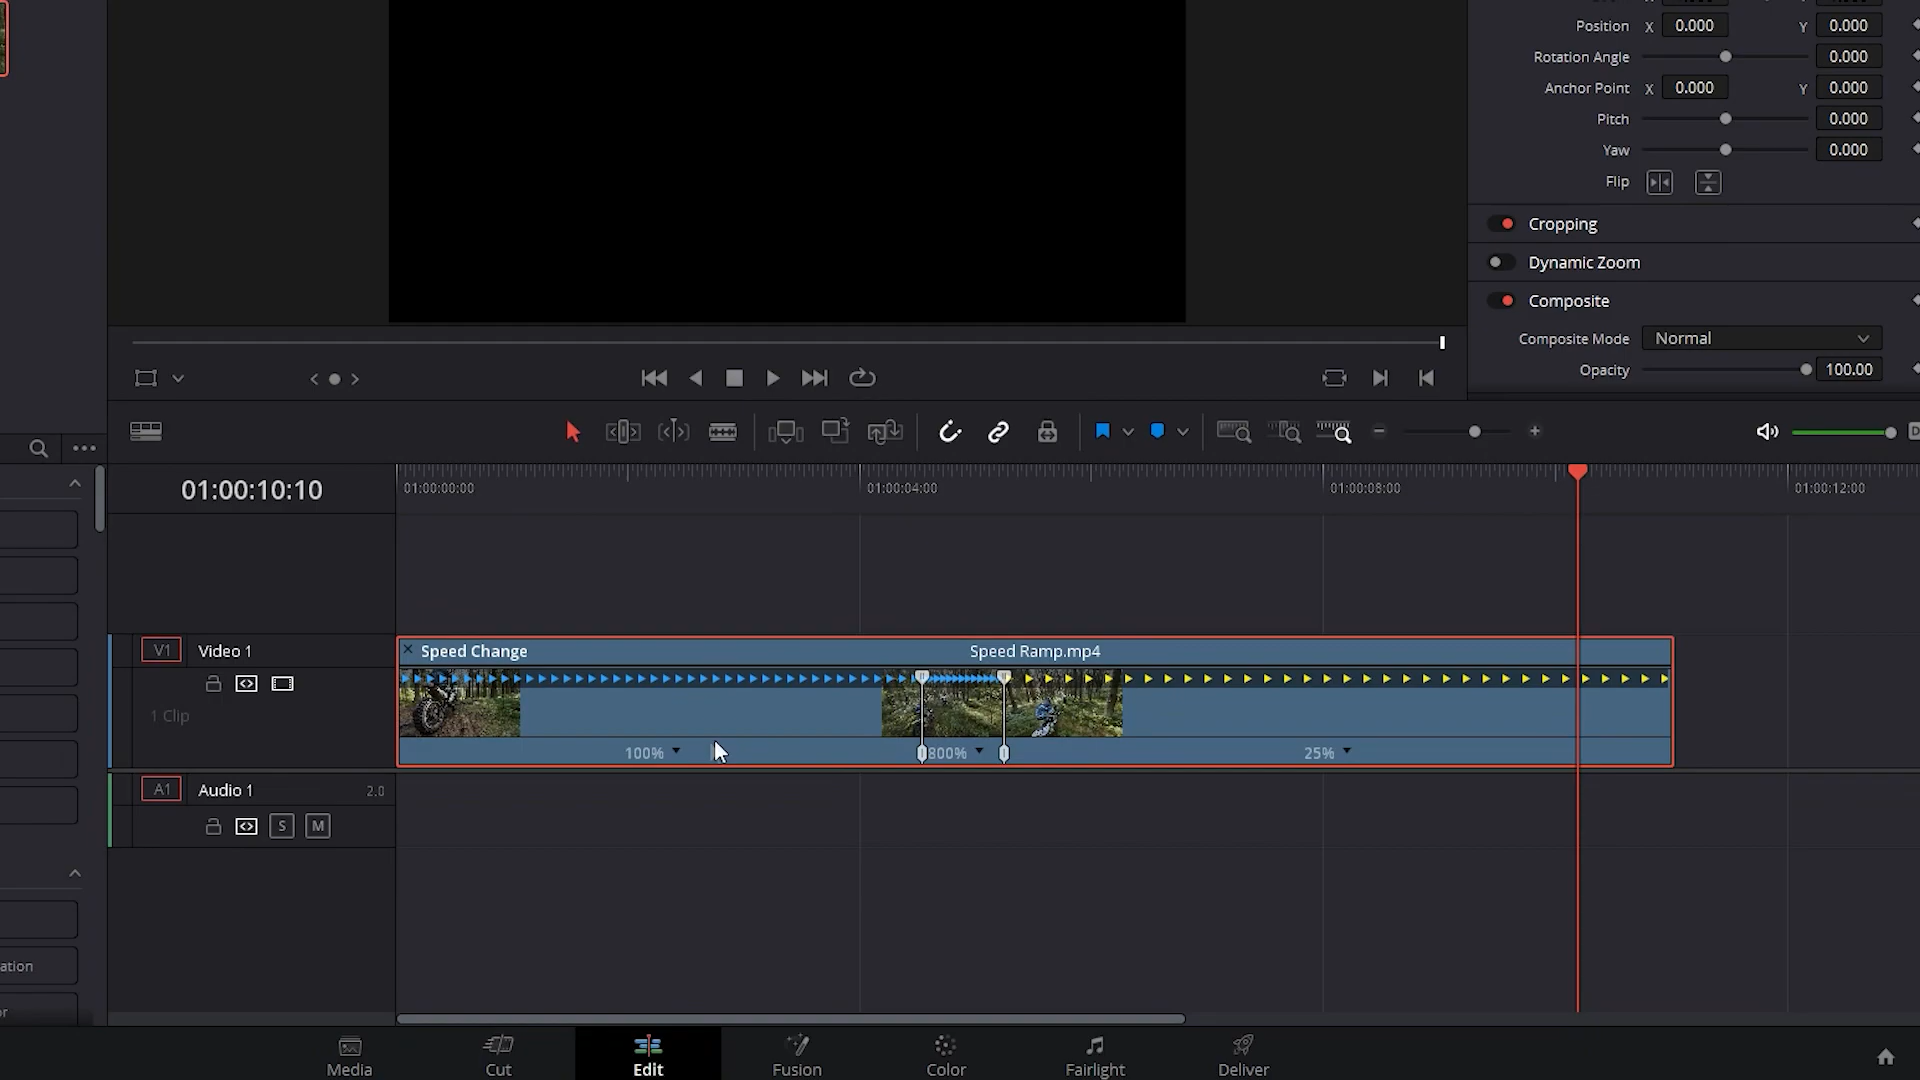 Position X 0.000 Y 0.000
Rotation Angle 0.000
Anchor Point X 0.000 Y 0.000
Pitch 0.000
Yaw 0.000
Flip
Cropping
Dynamic Zoom
Composite
Composite Mode Normal
Opacity 100.00
01:00:10:10
01:00:00:00 01:00:04:00 01:00:08:00 01:00:12:00
V1 Video 1
1 Clip
Speed Change Speed Ramp.mp4
100% 800% 25%
A1 Audio 1 2.0
S M
ation
or
Media Cut Edit Fusion Color Fairlight Deliver